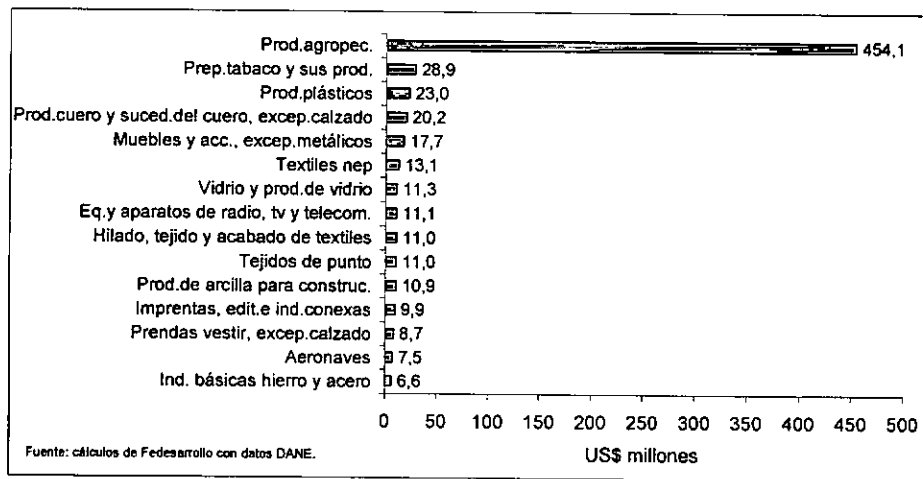 Prod.agropec. 454,1
Prep.tabaco y sus prod. 28,9
Prod.plásticos 23,0
Prod.cuero y suced.del cuero, excep.calzado 20,2
Muebles y acc., excep.metálicos 17,7
Textiles nep 13,1
Vidrio y prod.de vidrio 11,3
Eq.y aparatos de radio, tv y telecom. 11,1
Hilado, tejido y acabado de textiles 11,0
Tejidos de punto 11,0
Prod.de arcilla para construc. 10,9
Imprentas, edit.e ind.conexas 9,9
Prendas vestir, excep.calzado 8,7
Aeronaves 7,5
Ind. básicas hierro y acero 6,6
0 50 100 150 200 250 300 350 400 450 500
US$ millones
Fuente: cálculos de Fedesarrollo con datos DANE.